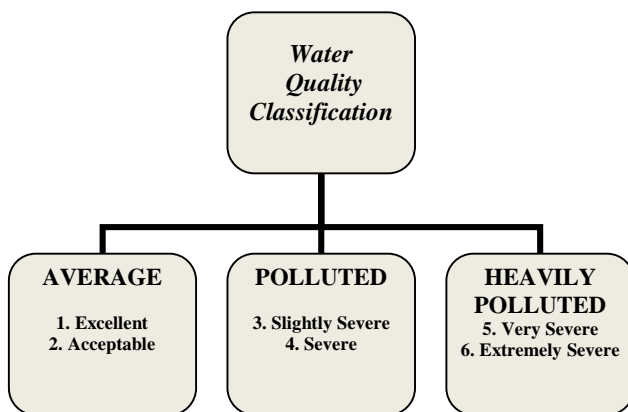 Water
Quality
Classification
AVERAGE
1. Excellent
2. Acceptable
POLLUTED
3. Slightly Severe
4. Severe
HEAVILY
POLLUTED
5. Very Severe
6. Extremely Severe